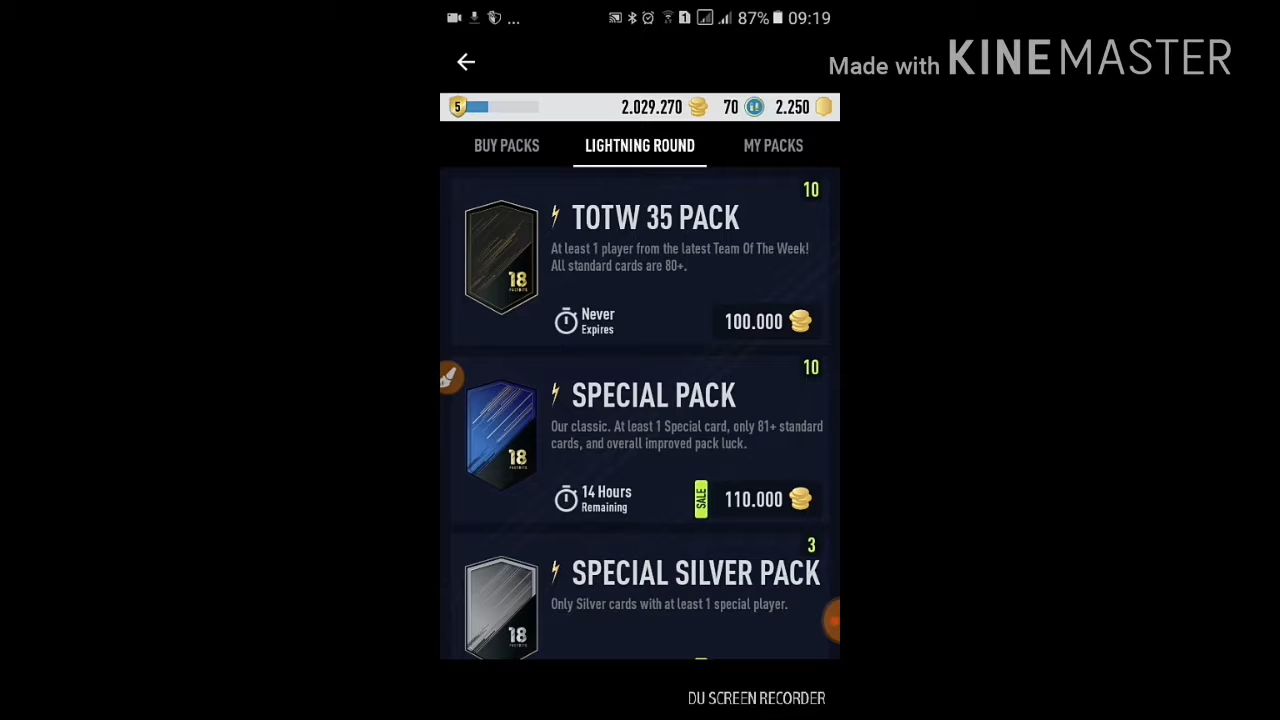 ... 1 87% 09:19
Made with KINEMASTER
5 2.029.270 70 2.250
BUY PACKS LIGHTNING ROUND MY PACKS
10
TOTW 35 PACK
At least 1 player from the latest Team Of The Week!
All standard cards are 80+.
18
Never
Expires
100.000
10
SPECIAL PACK
Our classic. At least 1 Special card, only 81+ standard
cards, and overall improved pack luck.
18
14 Hours
Remaining
SALE
110.000
3
SPECIAL SILVER PACK
Only Silver cards with at least 1 special player.
18
DU SCREEN RECORDER